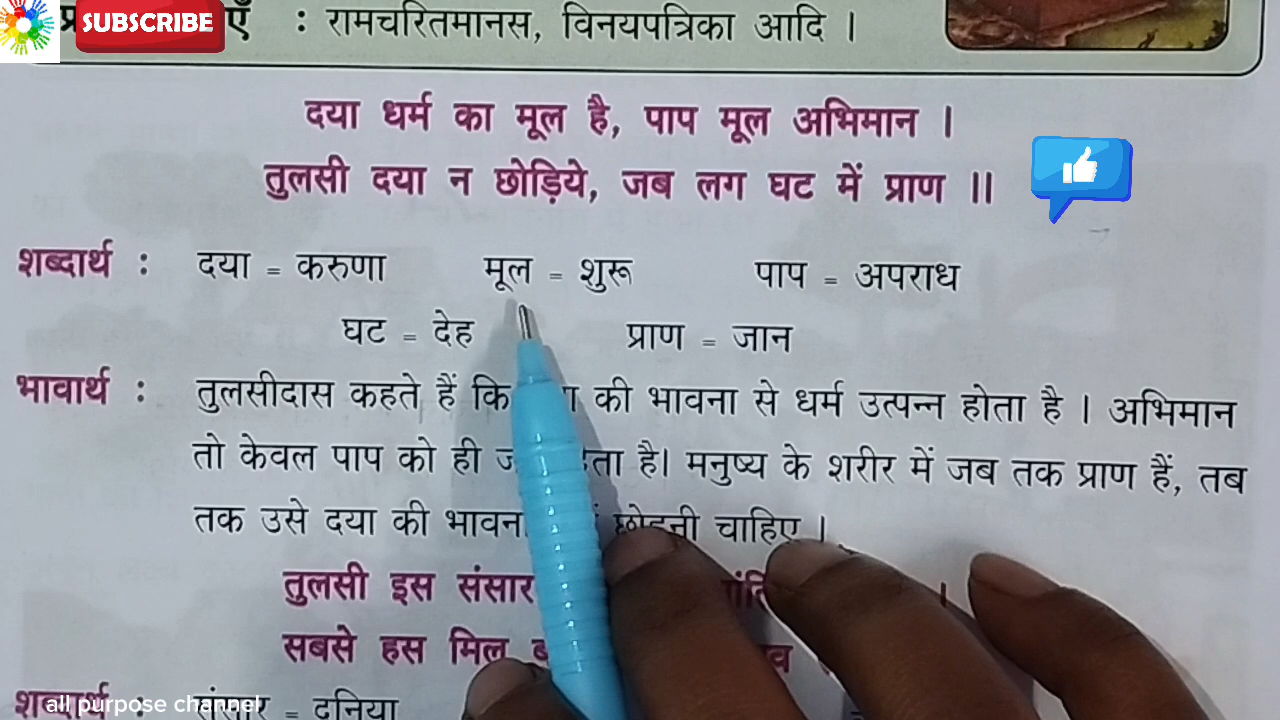 SUBSCRIBE : रामचरितमानस, विनयपत्रिका आदि ।
दया धर्म का मूल है, पाप मूल अभिमान ।
तुलसी दया न छोड़िये, जब लग घट में प्राण ।।
शब्दार्थ : दया = करुणा मूल = शुरू पाप = अपराध
घट = देह प्राण = जान
भावार्थ : तुलसीदास कहते हैं कि की भावना से धर्म उत्पन्न होता है । अभिमान
तो केवल पाप को ही है। मनुष्य के शरीर में जब तक प्राण हैं, तब
तक उसे दया की छोड़नी चाहिए ।
तुलसी इस संसार ।
सबसे हस मिल
शब्दार्थ : संसार = दुनिया
all purpose channel